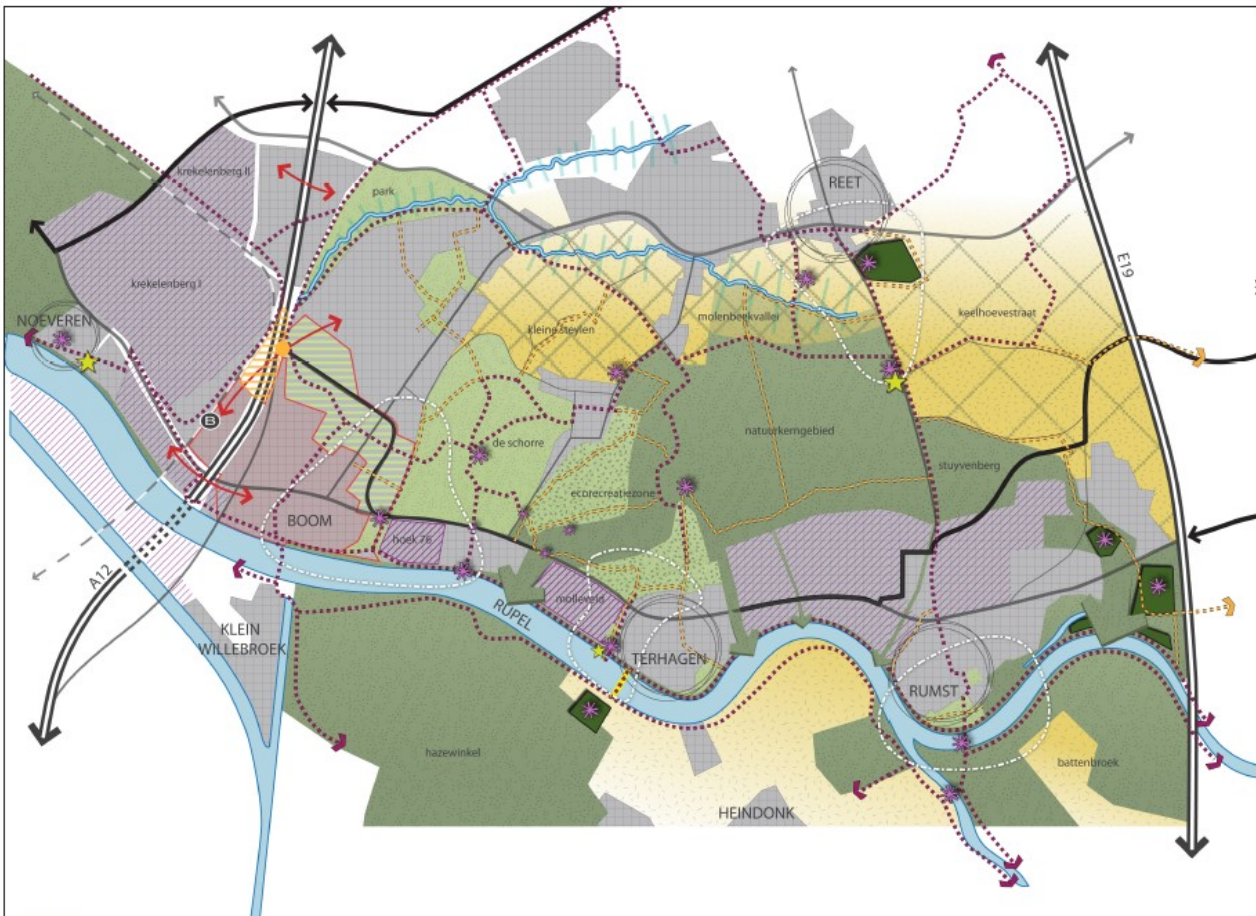 krekelenberg II
park
REET
E19
krekelenberg I
NOEVEREN
kleine steylen
molenbeekvallei
keelhoevestraat
B
de schorre
natuurkerngebied
stuyvenberg
ecorecreatiezone
BOOM
hoek 76
A12
molleveld
RUPEL
KLEIN
WILLEBROEK
TERHAGEN
RUMST
hazewinkel
battenbroek
HEINDONK